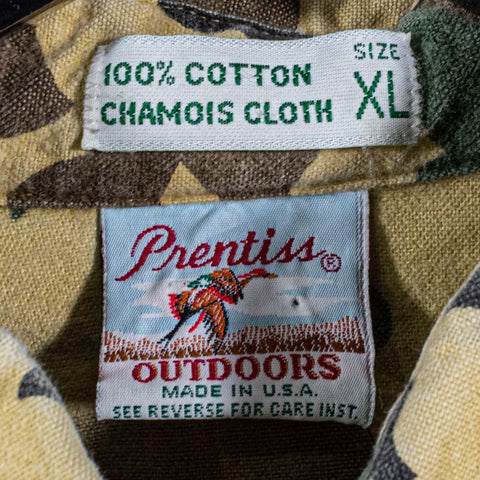 100% COTTON
CHAMOIS CLOTH
SIZE
XL
Prentiss®
OUTDOORS
MADE IN U.S.A.
SEE REVERSE FOR CARE INST.